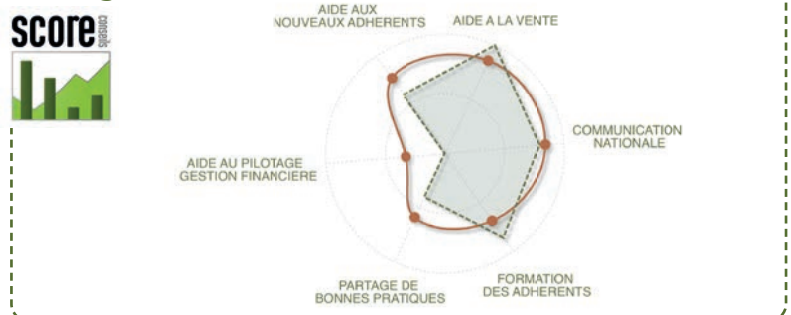 score
conseils
AIDE AUX
NOUVEAUX ADHERENTS
AIDE A LA VENTE
COMMUNICATION
NATIONALE
AIDE AU PILOTAGE
GESTION FINANCIERE
PARTAGE DE
BONNES PRATIQUES
FORMATION
DES ADHERENTS